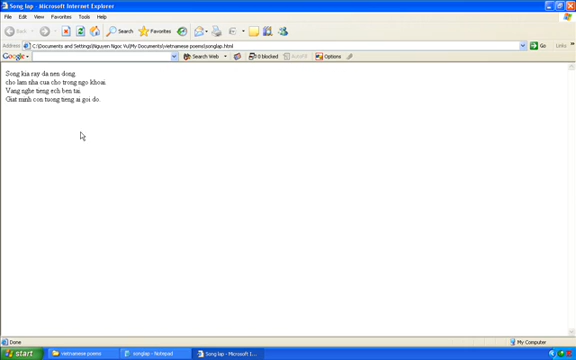 Song lap - Microsoft Internet Explorer
File Edit View Favorites Tools Help
Back Search Favorites
Address C:\Documents and Settings\Nguyen Ngoc Vu\My Documents\vietnamese poems\songlap.html Go Links
Google Search Web 0 blocked AutoFill Options
Song kia ray da nen dong.
cho lam nha cua cho trong ngo khoai
Vang nghe tieng ech ben tai.
Giat minh con tuong tieng ai goi do.
Done My Computer
start vietnamese poems songlap - Notepad Song lap - Microsoft I...